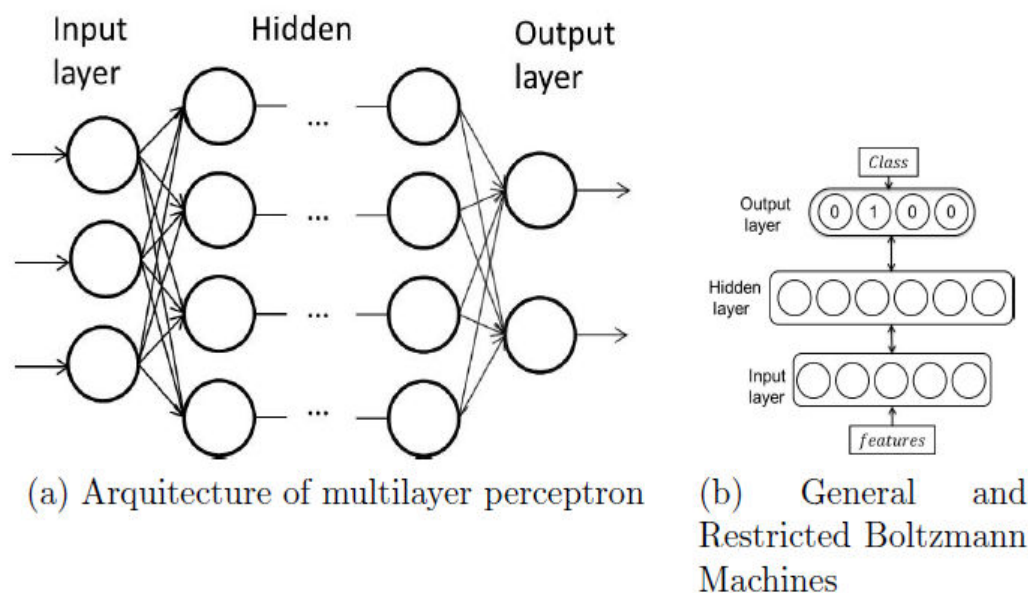 Input
layer
Hidden
Output
layer
...
...
...
...
(a) Arquitecture of multilayer perceptron
Class
Output
layer
0 1 0 0
Hidden
layer
Input
layer
features
(b) General and
Restricted Boltzmann
Machines